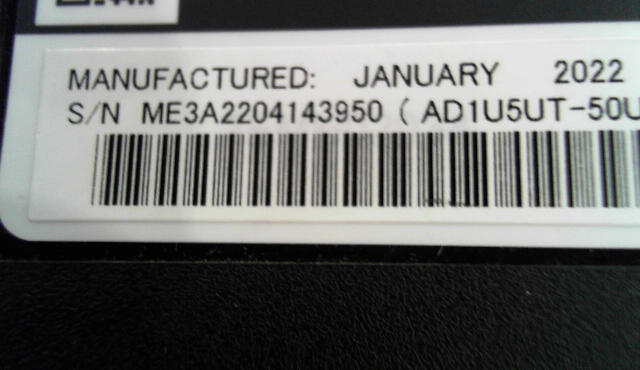 MANUFACTURED: JANUARY 2022
S/N ME3A2204143950 ( AD1U5UT-50U